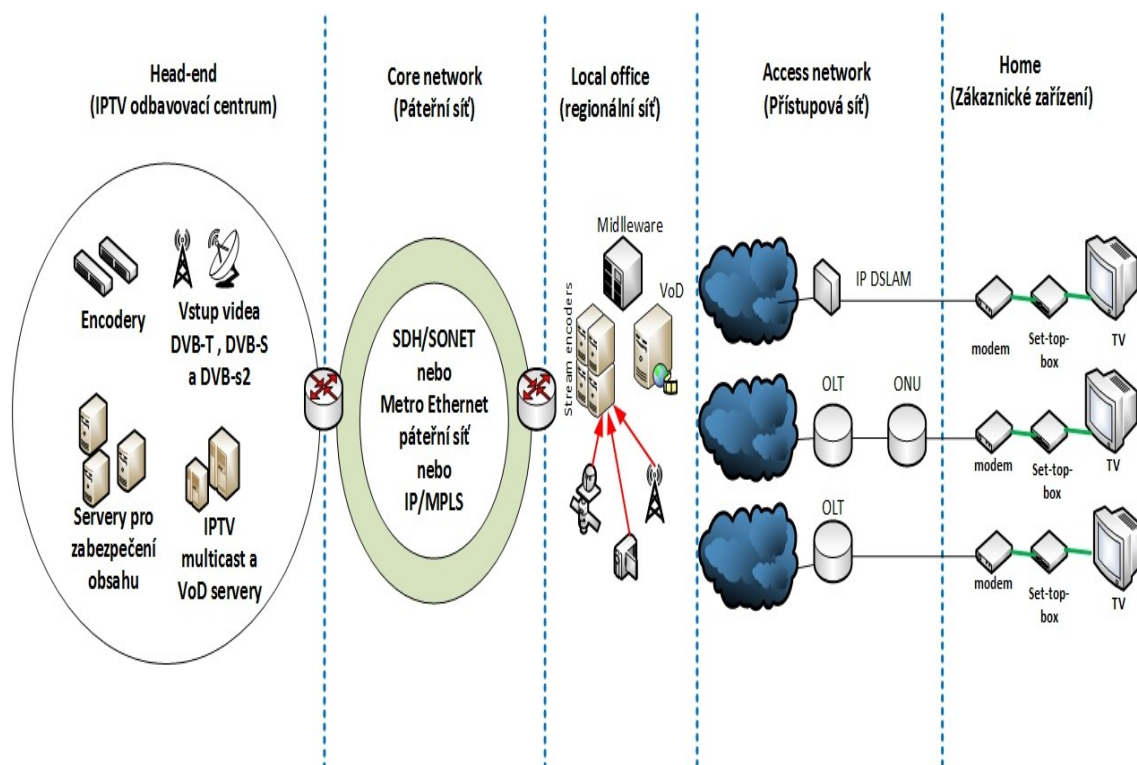 Head-end
(IPTV odbavovací centrum)
Core network
(Páteřní síť)
Local office
(regionální síť)
Access network
(Přístupová síť)
Home
(Zákaznické zařízení)
Encodery
Vstup videa
DVB-T , DVB-S
a DVB-s2
Servery pro
zabezpečení
obsahu
IPTV
multicast a
VoD servery
SDH/SONET
nebo
Metro Ethernet
páteřní síť
nebo
IP/MPLS
Midlleware
VoD
Stream encoders
IP DSLAM
modem
Set-top-
box
TV
OLT
ONU
modem
Set-top-
box
TV
OLT
modem
Set-top-
box
TV